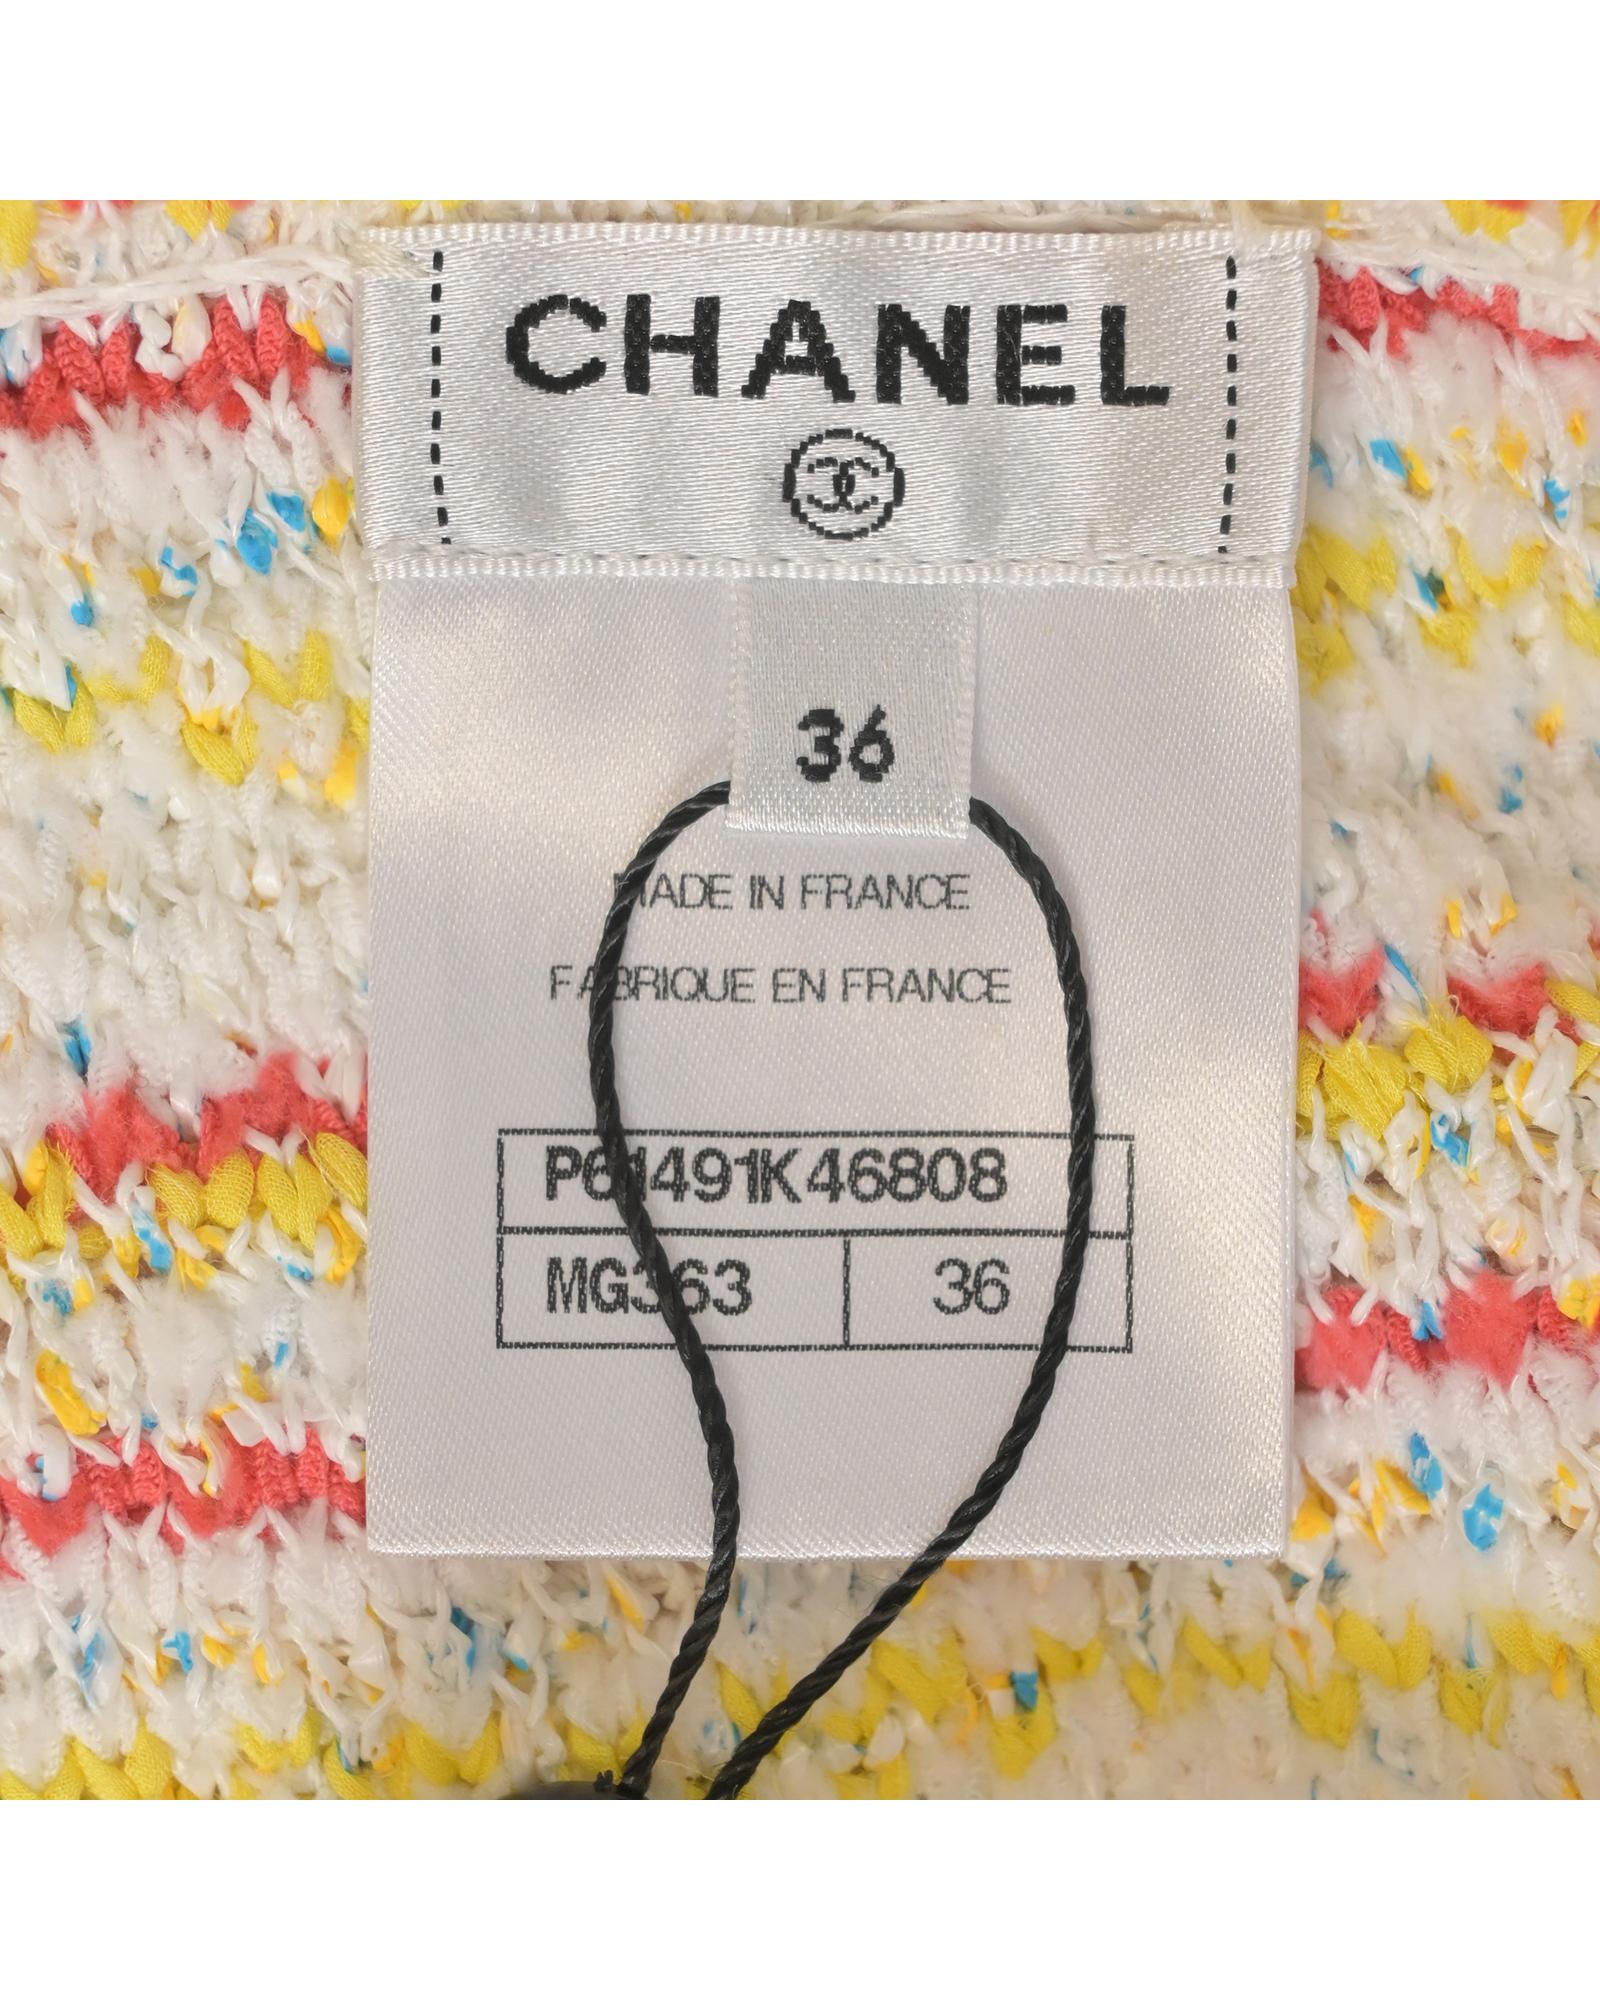 CHANEL
36
MADE IN FRANCE
FABRIQUE EN FRANCE
P61491K46808
MG363 36